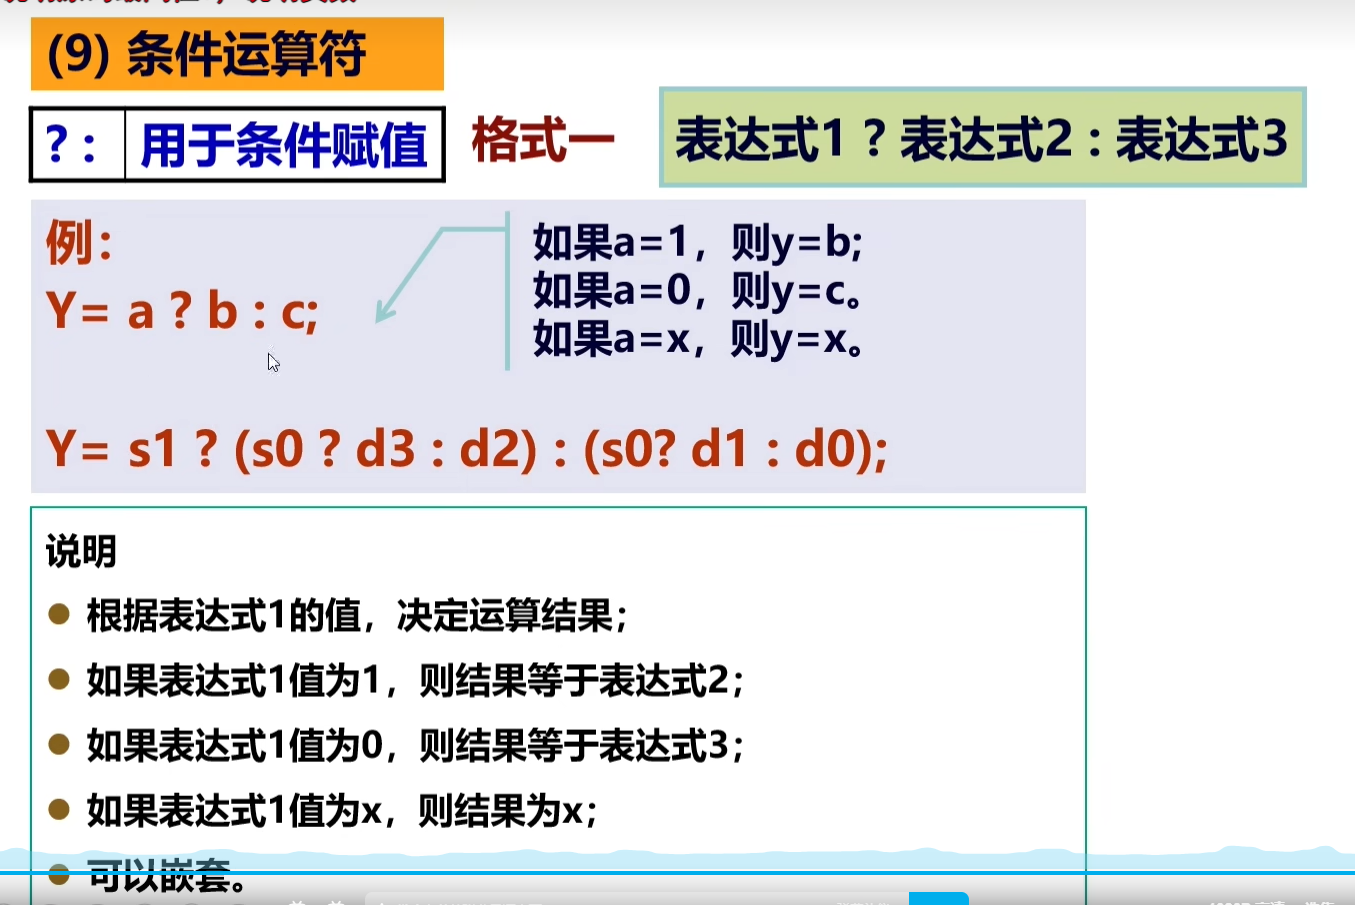 (9) 条件运算符
? : 用于条件赋值
格式一
表达式1 ? 表达式2 : 表达式3
例：
Y= a ? b : c;
如果a=1，则y=b;
如果a=0，则y=c。
如果a=x，则y=x。
Y= s1 ? (s0 ? d3 : d2) : (s0? d1 : d0);
说明
根据表达式1的值，决定运算结果；
如果表达式1值为1，则结果等于表达式2；
如果表达式1值为0，则结果等于表达式3；
如果表达式1值为x，则结果为x；
可以嵌套。